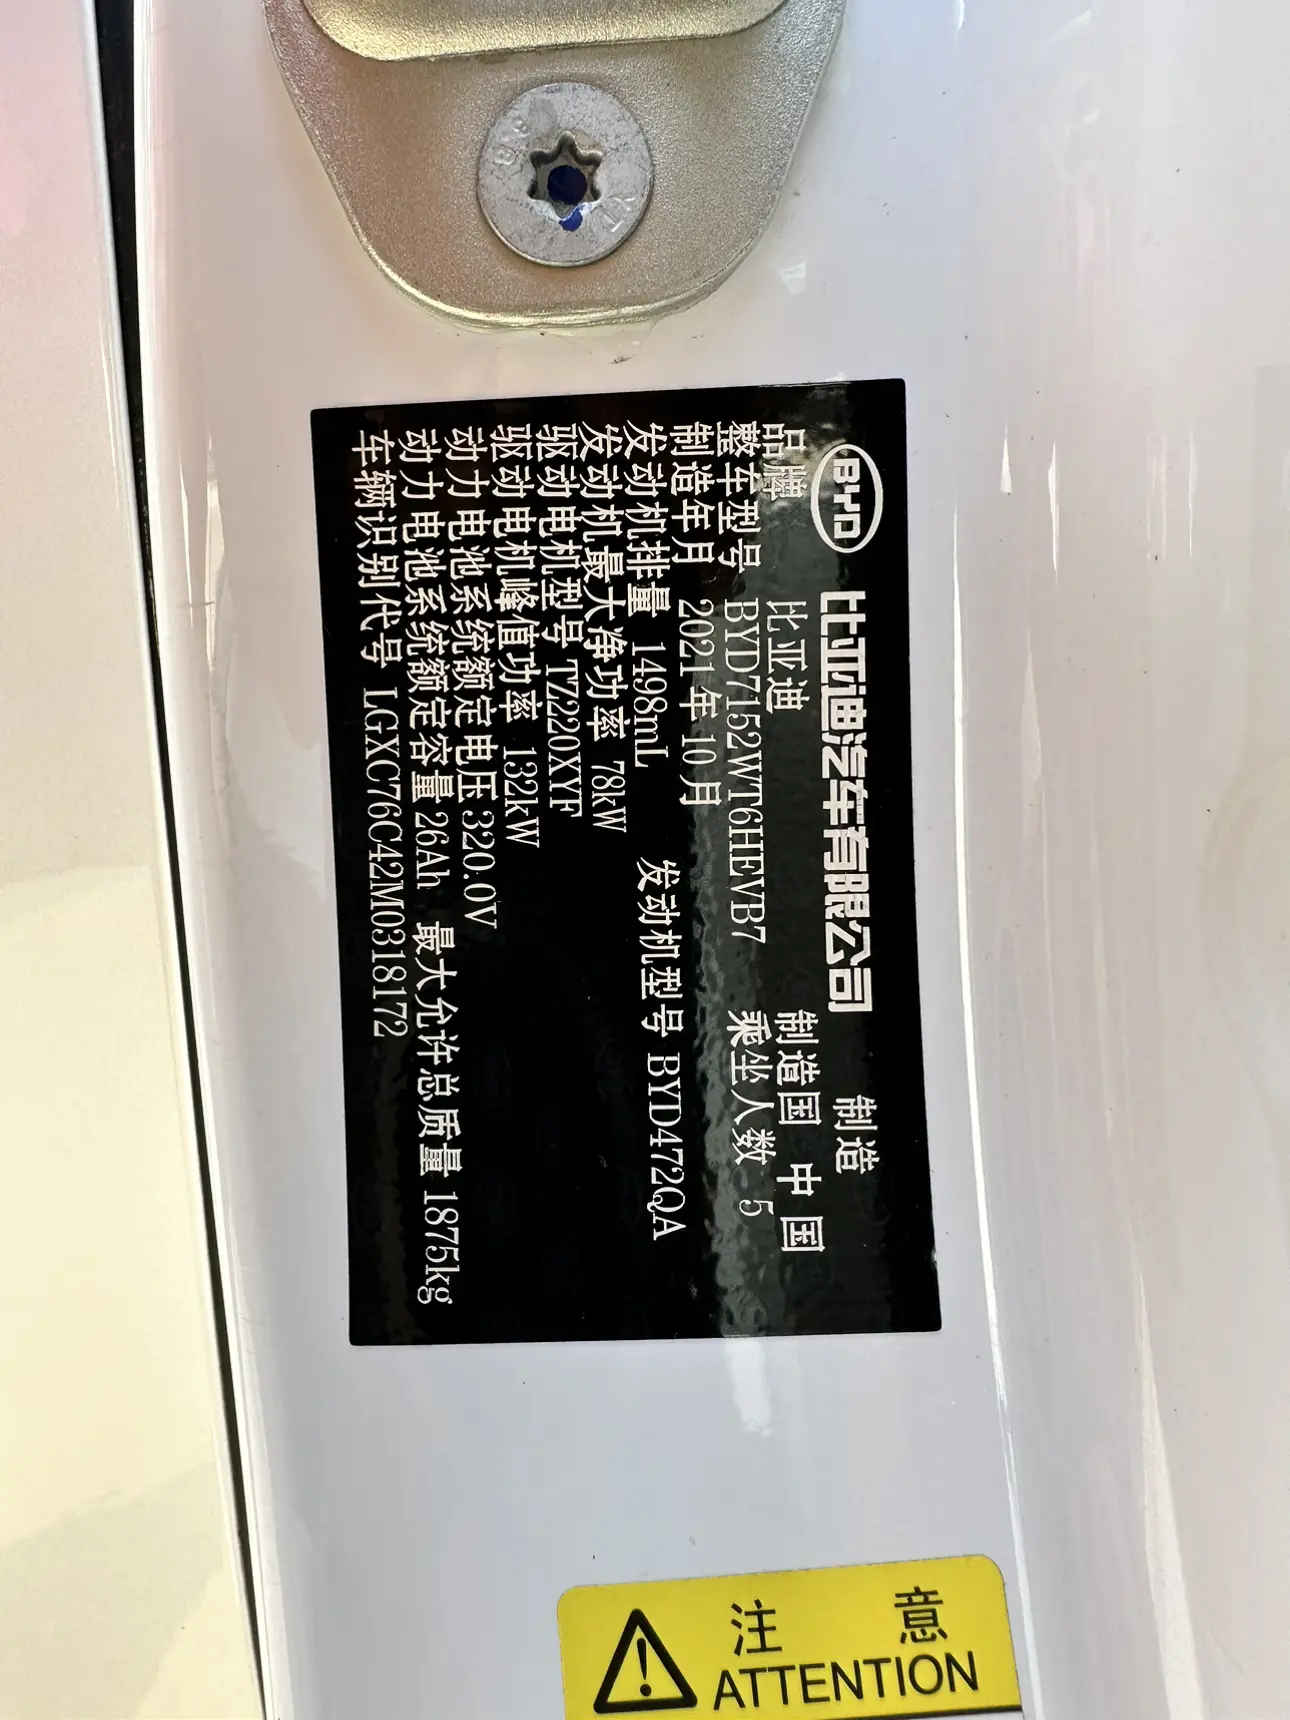 BYD 比亚迪汽车有限公司 制造
品牌 比亚迪 制造国 中国
整车型号 BYD7152WT6HEVB7 乘坐人数 5
制造年月 2021年10月
发动机排量 1498mL 发动机型号 BYD472QA
发动机最大净功率 78kW
驱动电机型号 TZ220XYF
驱动电机峰值功率 132kW
动力电池系统额定电压 320.0V
动力电池系统额定容量 26Ah 最大允许总质量 1875kg
车辆识别代号 LGXC76C42M0318172
注意
ATTENTION